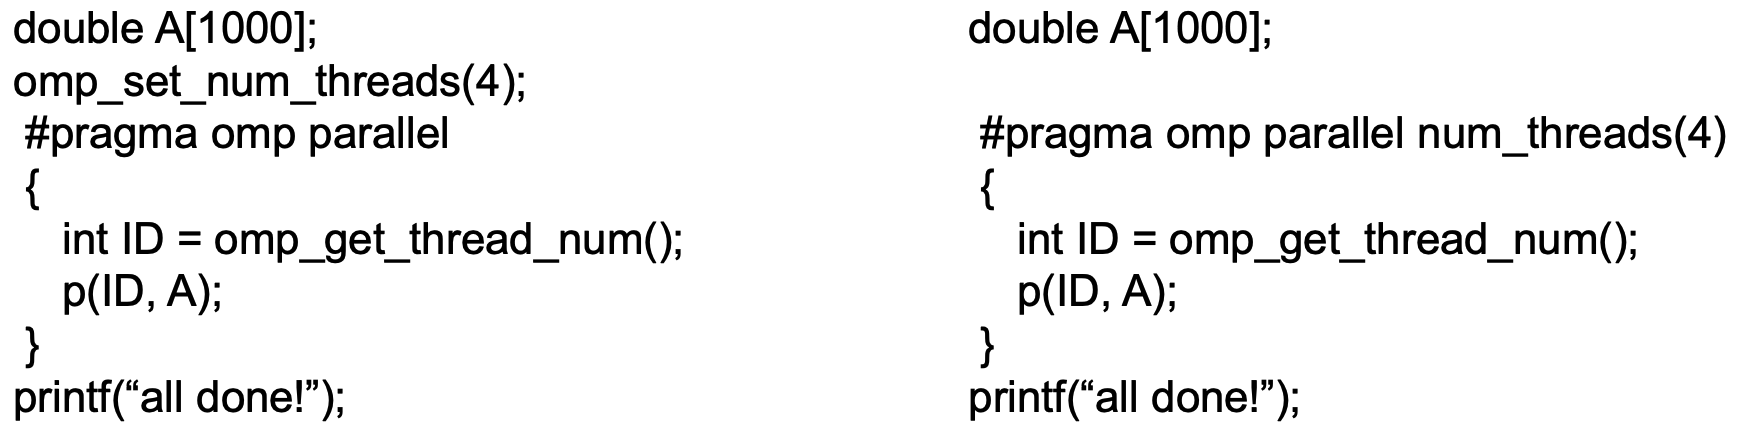 double A[1000];
omp_set_num_threads(4);
#pragma omp parallel
{
int ID = omp_get_thread_num();
p(ID, A);
}
printf(“all done!”);
double A[1000];
#pragma omp parallel num_threads(4)
{
int ID = omp_get_thread_num();
p(ID, A);
}
printf(“all done!”);